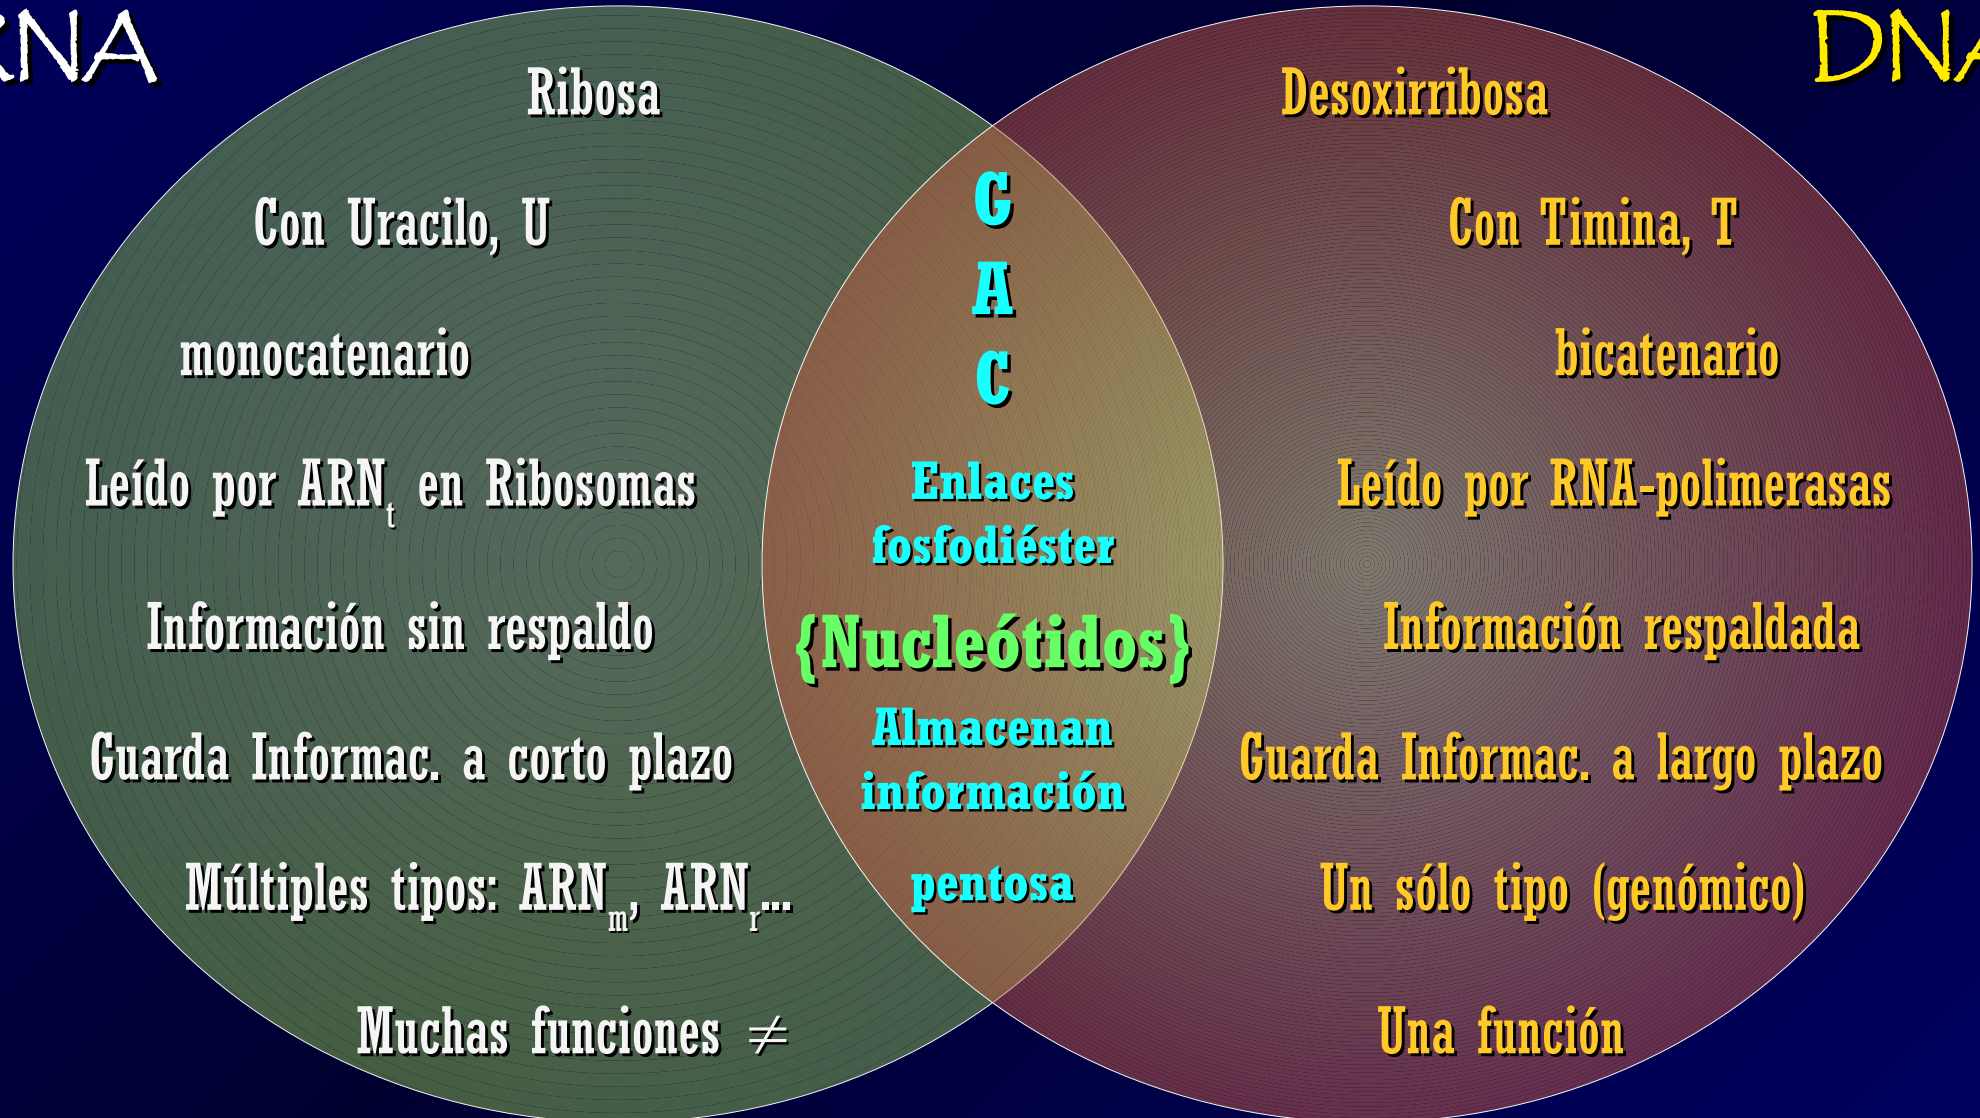 RNA
DNA
Ribosa
Con Uracilo, U
monocatenario
Leído por ARNt en Ribosomas
Información sin respaldo
Guarda Informac. a corto plazo
Múltiples tipos: ARNm, ARNr...
Muchas funciones ≠
G
A
C
Enlaces
fosfodiéster
{Nucleótidos}
Almacenan
información
pentosa
Desoxirribosa
Con Timina, T
bicatenario
Leído por RNA-polimerasas
Información respaldada
Guarda Informac. a largo plazo
Un sólo tipo (genómico)
Una función